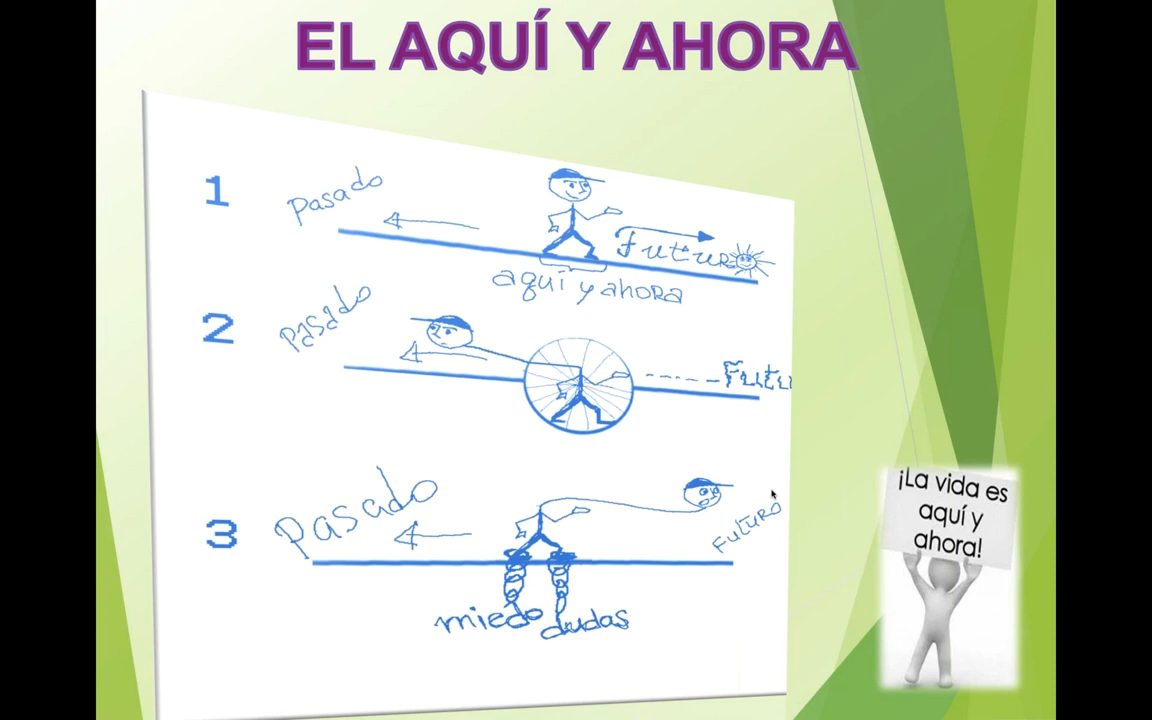 EL AQUÍ Y AHORA
1
Pasado
Futuro
aquí y ahora
2
Pasado
Futu
3
Pasado
Futuro
miedo dudas
¡La vida es
aquí y
ahora!